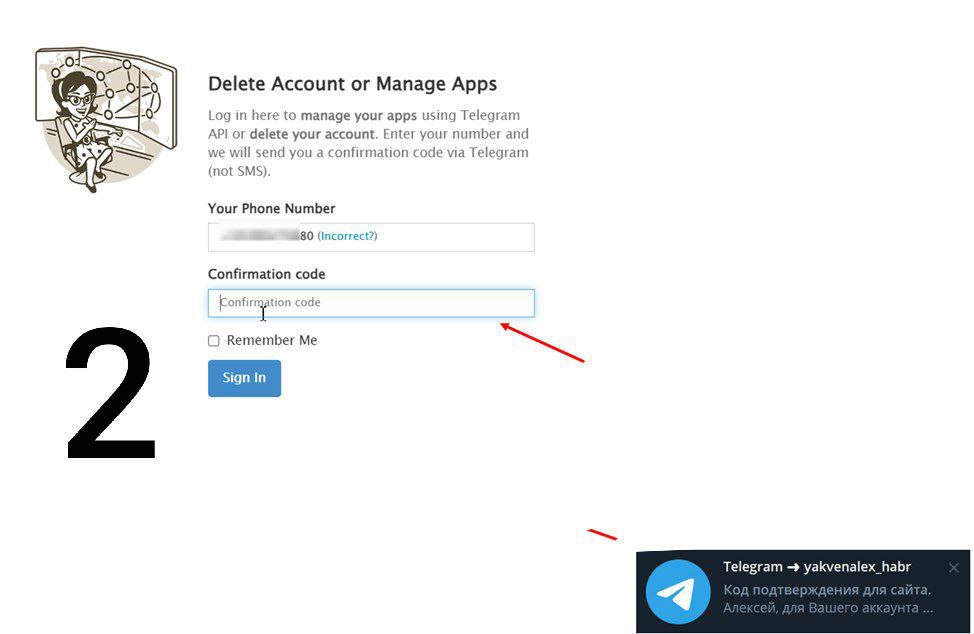 Delete Account or Manage Apps
Log in here to manage your apps using Telegram
API or delete your account. Enter your number and
we will send you a confirmation code via Telegram
(not SMS).
Your Phone Number
80 (Incorrect?)
Confirmation code
Confirmation code
Remember Me
Sign In
2
Telegram ➜ yakvenalex_habr
Код подтверждения для сайта.
Алексей, для Вашего аккаунта ...